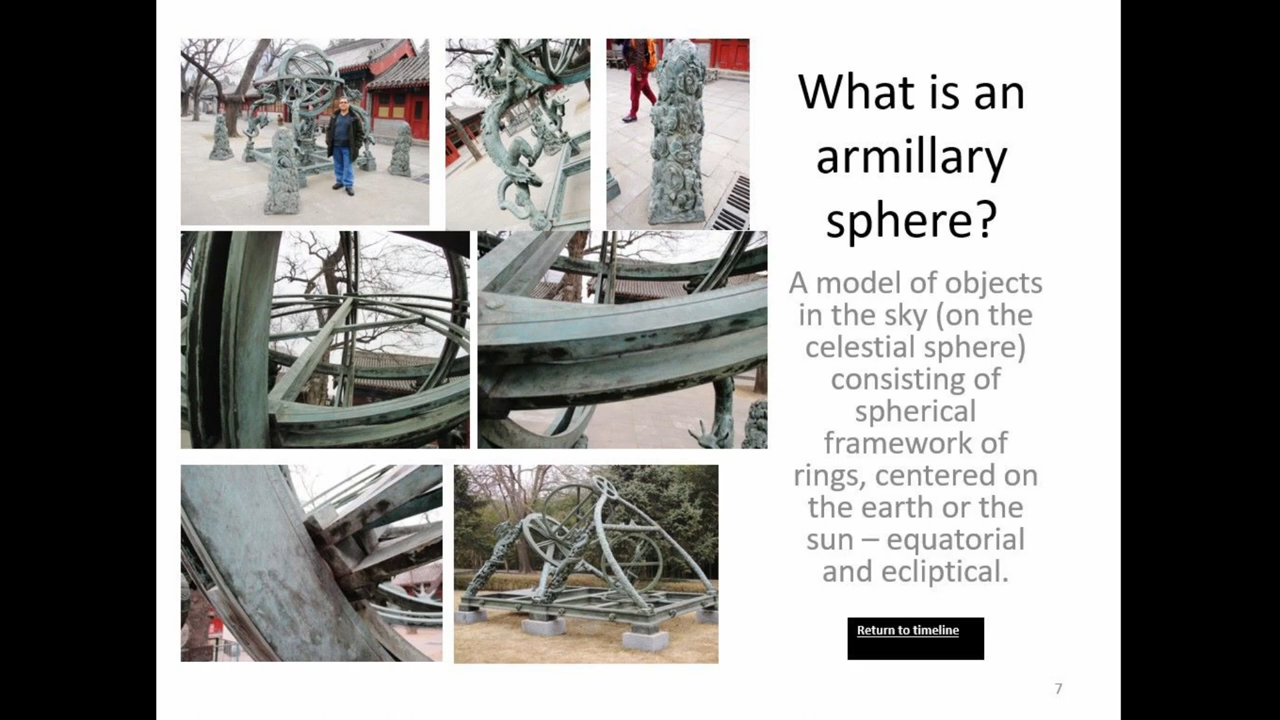 What is an
armillary
sphere?
A model of objects
in the sky (on the
celestial sphere)
consisting of
spherical
framework of
rings, centered on
the earth or the
sun – equatorial
and ecliptical.
Return to timeline
7